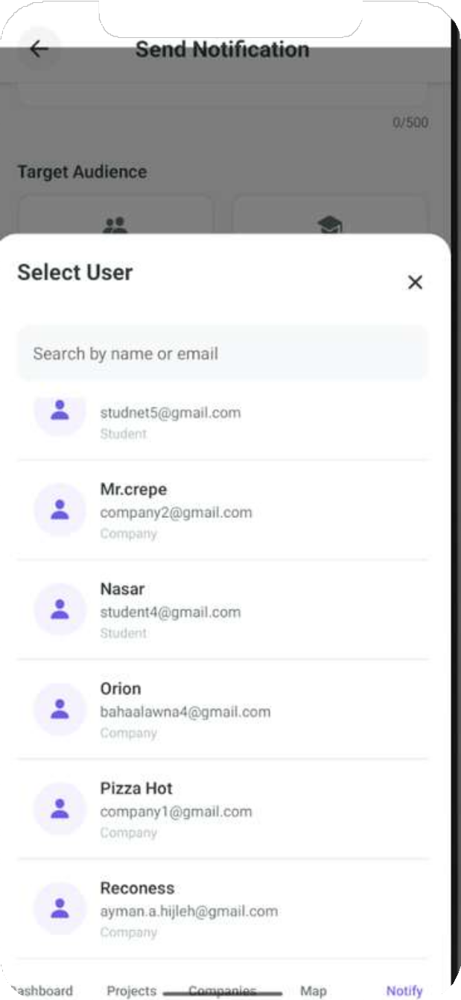 Send Notification
0/500
Target Audience
Select User
Search by name or email
studnet5@gmail.com
Student
Mr.crepe
company2@gmail.com
Company
Nasar
student4@gmail.com
Student
Orion
bahaalawna4@gmail.com
Company
Pizza Hot
company1@gmail.com
Company
Reconess
ayman.a.hijleh@gmail.com
Company
Dashboard Projects Companies Map Notify